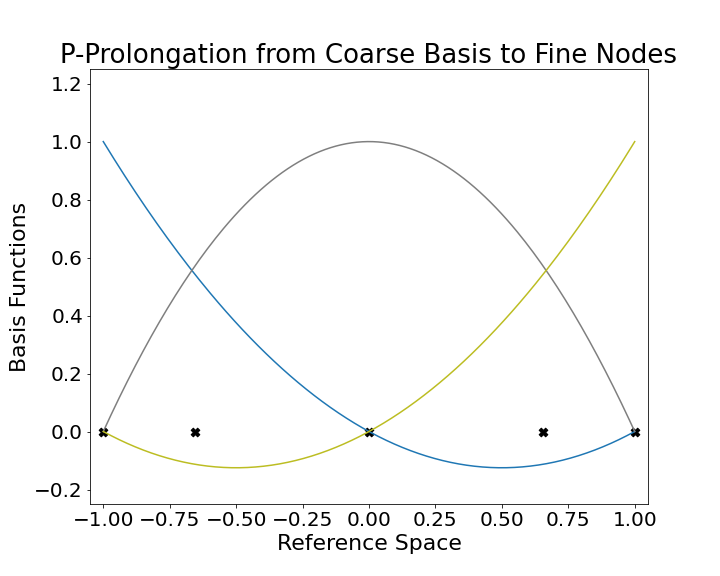 P-Prolongation from Coarse Basis to Fine Nodes
1.2
1.0
0.8
0.6
0.4
0.2
0.0
−0.2
Basis Functions
−1.00 −0.75 −0.50 −0.25 0.00 0.25 0.50 0.75 1.00
Reference Space